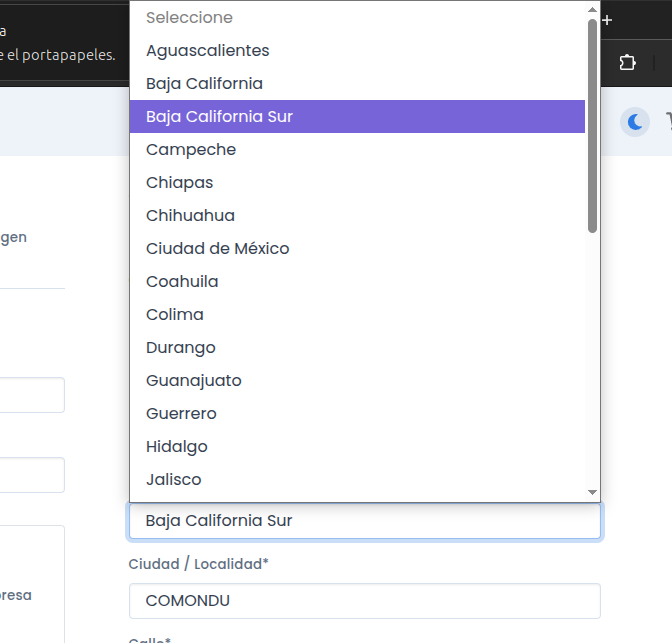 a
e el portapapeles.
Seleccione
Aguascalientes
Baja California
Baja California Sur
Campeche
Chiapas
Chihuahua
Ciudad de México
Coahuila
Colima
Durango
Guanajuato
Guerrero
Hidalgo
Jalisco
gen
resa
Baja California Sur
Ciudad / Localidad*
COMONDU
Calle*